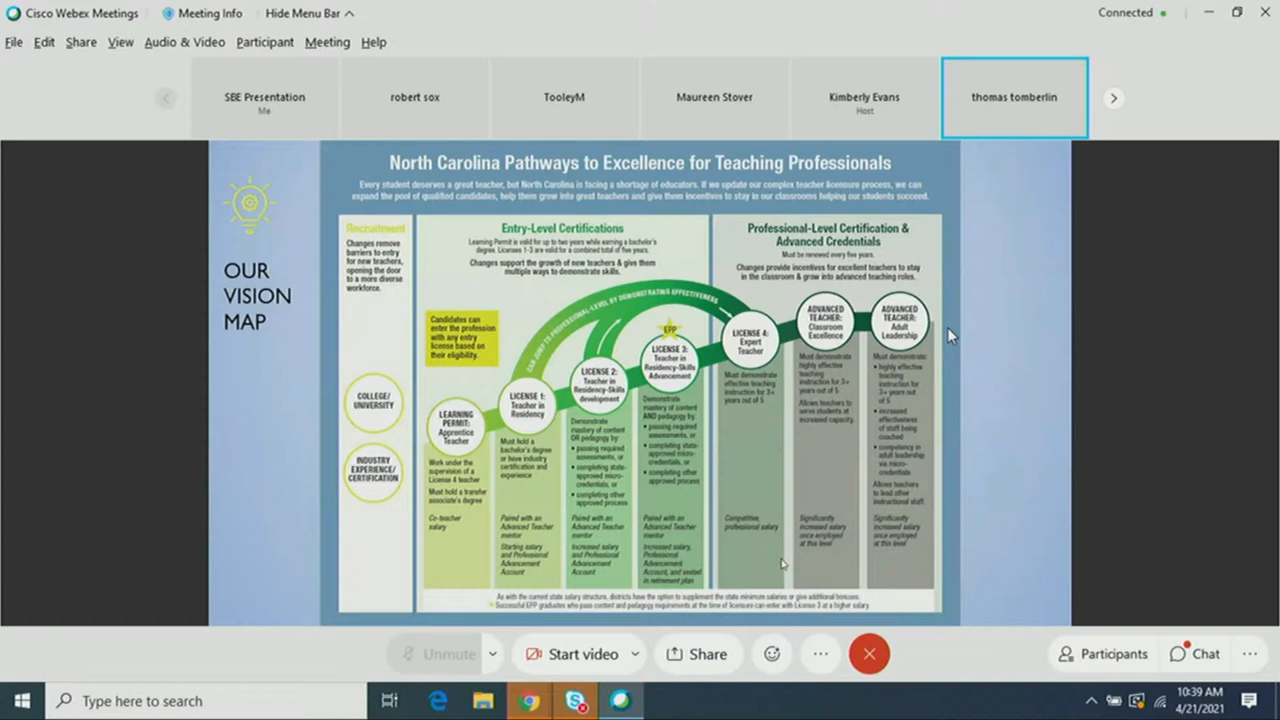 Cisco Webex Meetings
Meeting Info
Hide Menu Bar
Connected
File Edit Share View Audio & Video Participant Meeting Help
SBE Presentation
Me
robert sox
TooleyM
Maureen Stover
Kimberly Evans
Host
thomas tomberlin
OUR
VISION
MAP
North Carolina Pathways to Excellence for Teaching Professionals
Every student deserves a great teacher, but North Carolina is facing a shortage of educators. If we update our complex teacher licensure process, we can
expand the pool of qualified candidates, help them grow into great teachers and give them incentives to stay in our classrooms helping our students succeed.
Recruitment
Changes remove
barriers to entry
for new teachers,
opening the door
to a more diverse
workforce.
COLLEGE/
UNIVERSITY
INDUSTRY
EXPERIENCE/
CERTIFICATION
Entry-Level Certifications
Learning Permit is valid for up to two years while earning a bachelor's
degree. Licenses 1-3 are valid for a combined total of five years.
Changes support the growth of new teachers & give them
multiple ways to demonstrate skills.
Candidates can
enter the profession
with any entry
license based on
their eligibility.
CAN JUMP TO PROFESSIONAL-LEVEL BY DEMONSTRATING EFFECTIVENESS
LEARNING
PERMIT:
Apprentice
Teacher
Work under the
supervision of a
License 4 teacher
Must hold a transfer
associate's degree
Co-teacher
salary
LICENSE 1:
Teacher in
Residency
Must hold a
bachelor's degree
or have industry
certification and
experience
Paired with an
Advanced Teacher
mentor
Starting salary
and Professional
Advancement
Account
LICENSE 2:
Teacher in
Residency-Skills
development
Demonstrate
mastery of content
OR pedagogy by:
• passing required
assessments, or
• completing state-
approved micro-
credentials, or
• completing other
approved process
Paired with an
Advanced Teacher
mentor
Increased salary
and Professional
Advancement
Account
EPP
LICENSE 3:
Teacher in
Residency-Skills
Advancement
Demonstrate
mastery of content
AND pedagogy by:
• passing required
assessments, or
• completing state-
approved micro-
credentials, or
• completing other
approved process
Paired with an
Advanced Teacher
mentor
Increased salary,
Professional
Advancement
Account, and vested
in retirement plan
Professional-Level Certification &
Advanced Credentials
Must be renewed every five years.
Changes provide incentives for excellent teachers to stay
in the classroom & grow into advanced teaching roles.
LICENSE 4:
Expert
Teacher
Must demonstrate
effective teaching
instruction for 3+
years out of 5
Competitive,
professional salary
ADVANCED
TEACHER:
Classroom
Excellence
Must demonstrate
highly effective
teaching
instruction for 3+
years out of 5
Allows teachers to
serve students at
increased capacity.
Significantly
increased salary
once employed
at this level
ADVANCED
TEACHER:
Adult
Leadership
Must demonstrate:
• highly effective
teaching
instruction for
3+ years out
of 5
• increased
effectiveness
of staff being
coached
• competency in
adult leadership
via micro-
credentials
Allows teachers
to lead other
instructional staff.
Significantly
increased salary
once employed
at this level
As with the current state salary structure, districts have the option to supplement the state minimum salaries or give additional bonuses.
Successful EPP graduates who pass content and pedagogy requirements at the time of licensure can enter with License 3 at a higher salary.
Unmute
Start video
Share
Participants
Chat
Type here to search
10:39 AM
4/21/2021